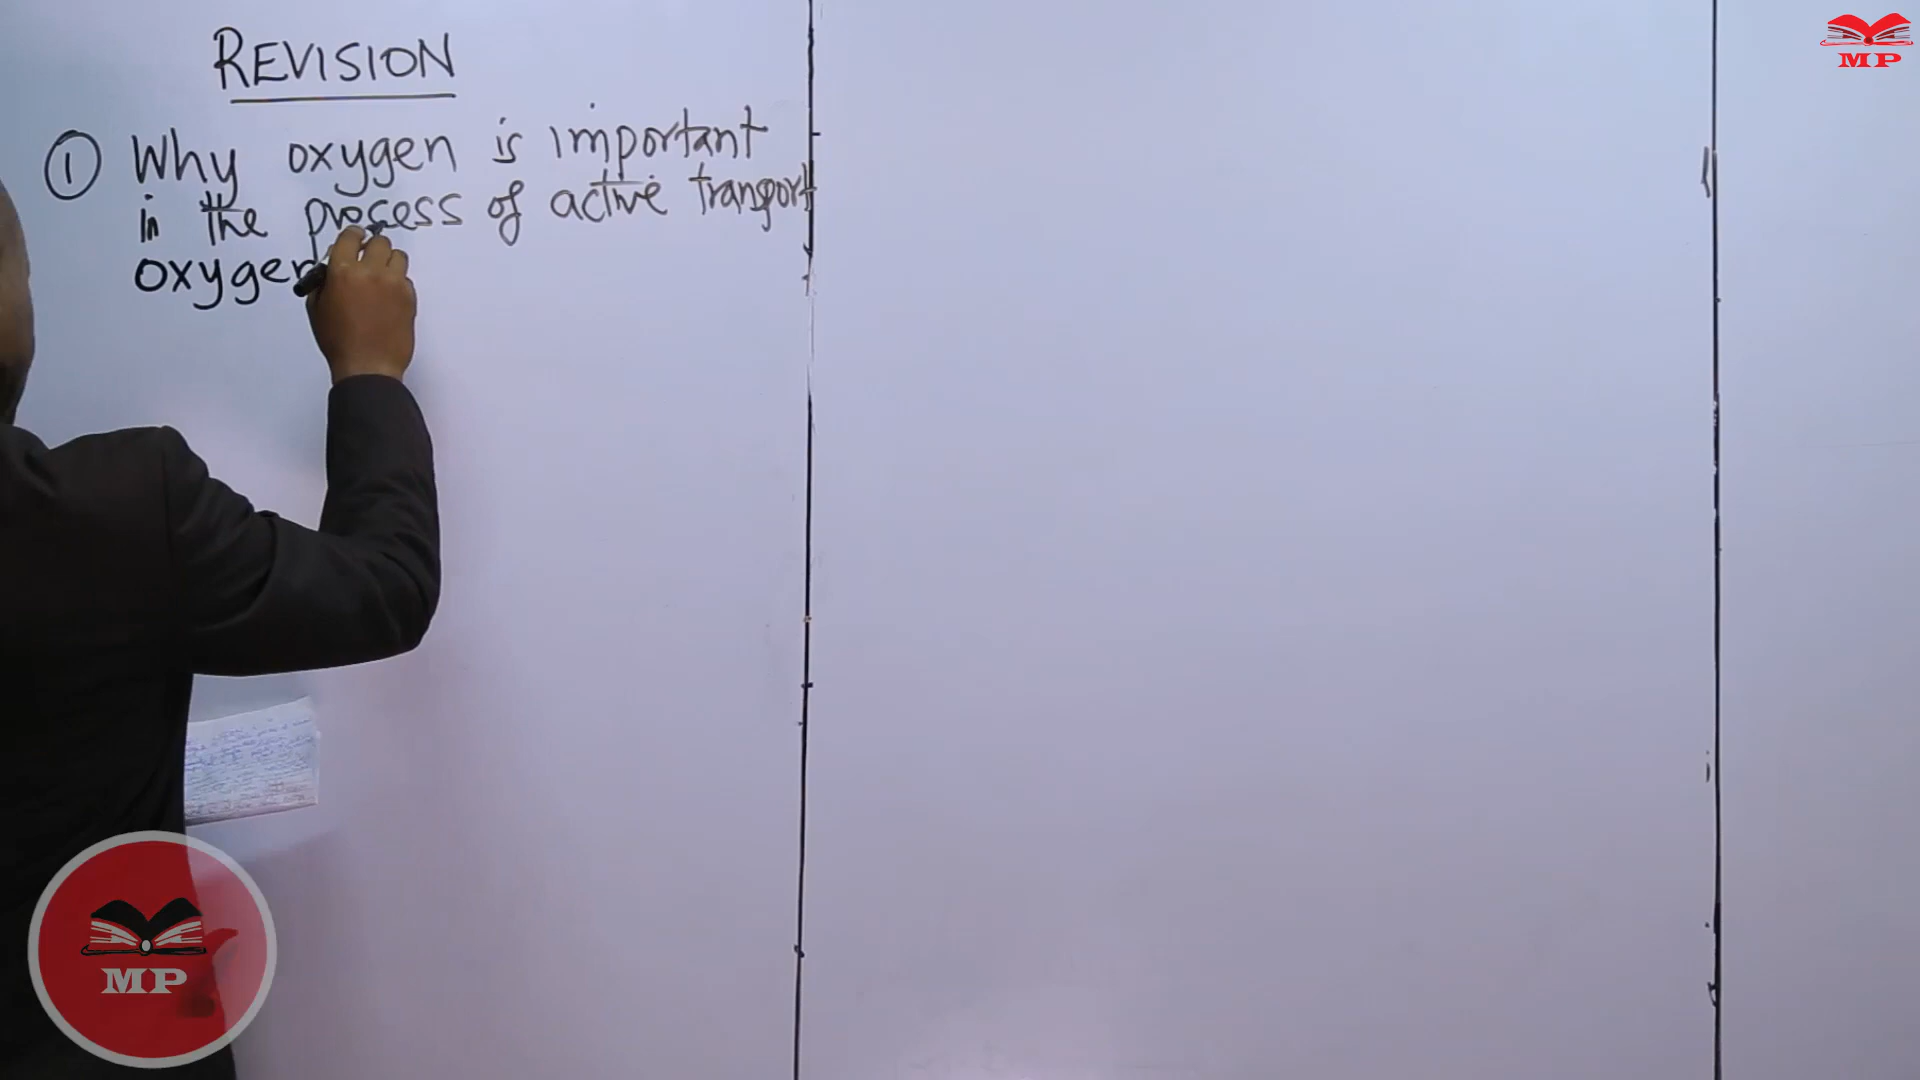 REVISION
① Why oxygen is important
in the process of active transport
oxygen
MP
MP